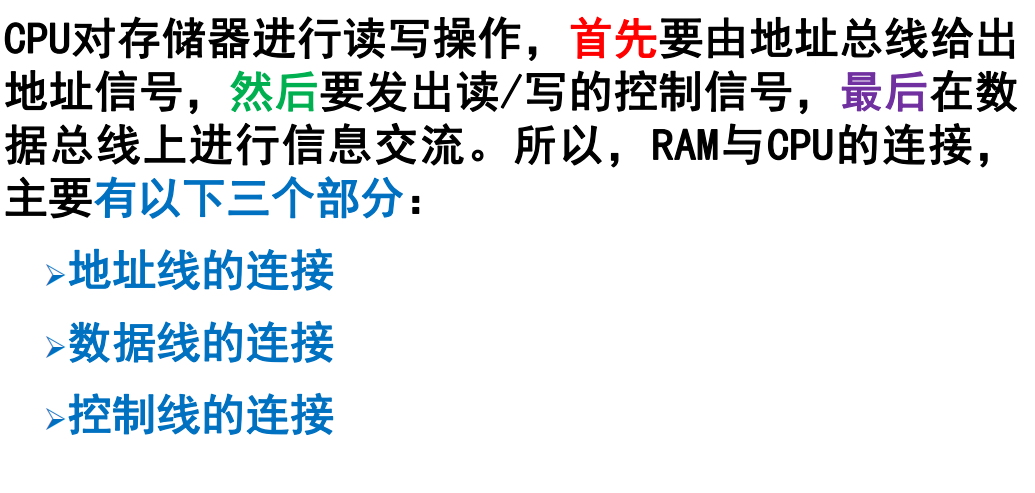 CPU对存储器进行读写操作，首先要由地址总线给出
地址信号，然后要发出读/写的控制信号，最后在数
据总线上进行信息交流。所以，RAM与CPU的连接，
主要有以下三个部分：
➢地址线的连接
➢数据线的连接
➢控制线的连接